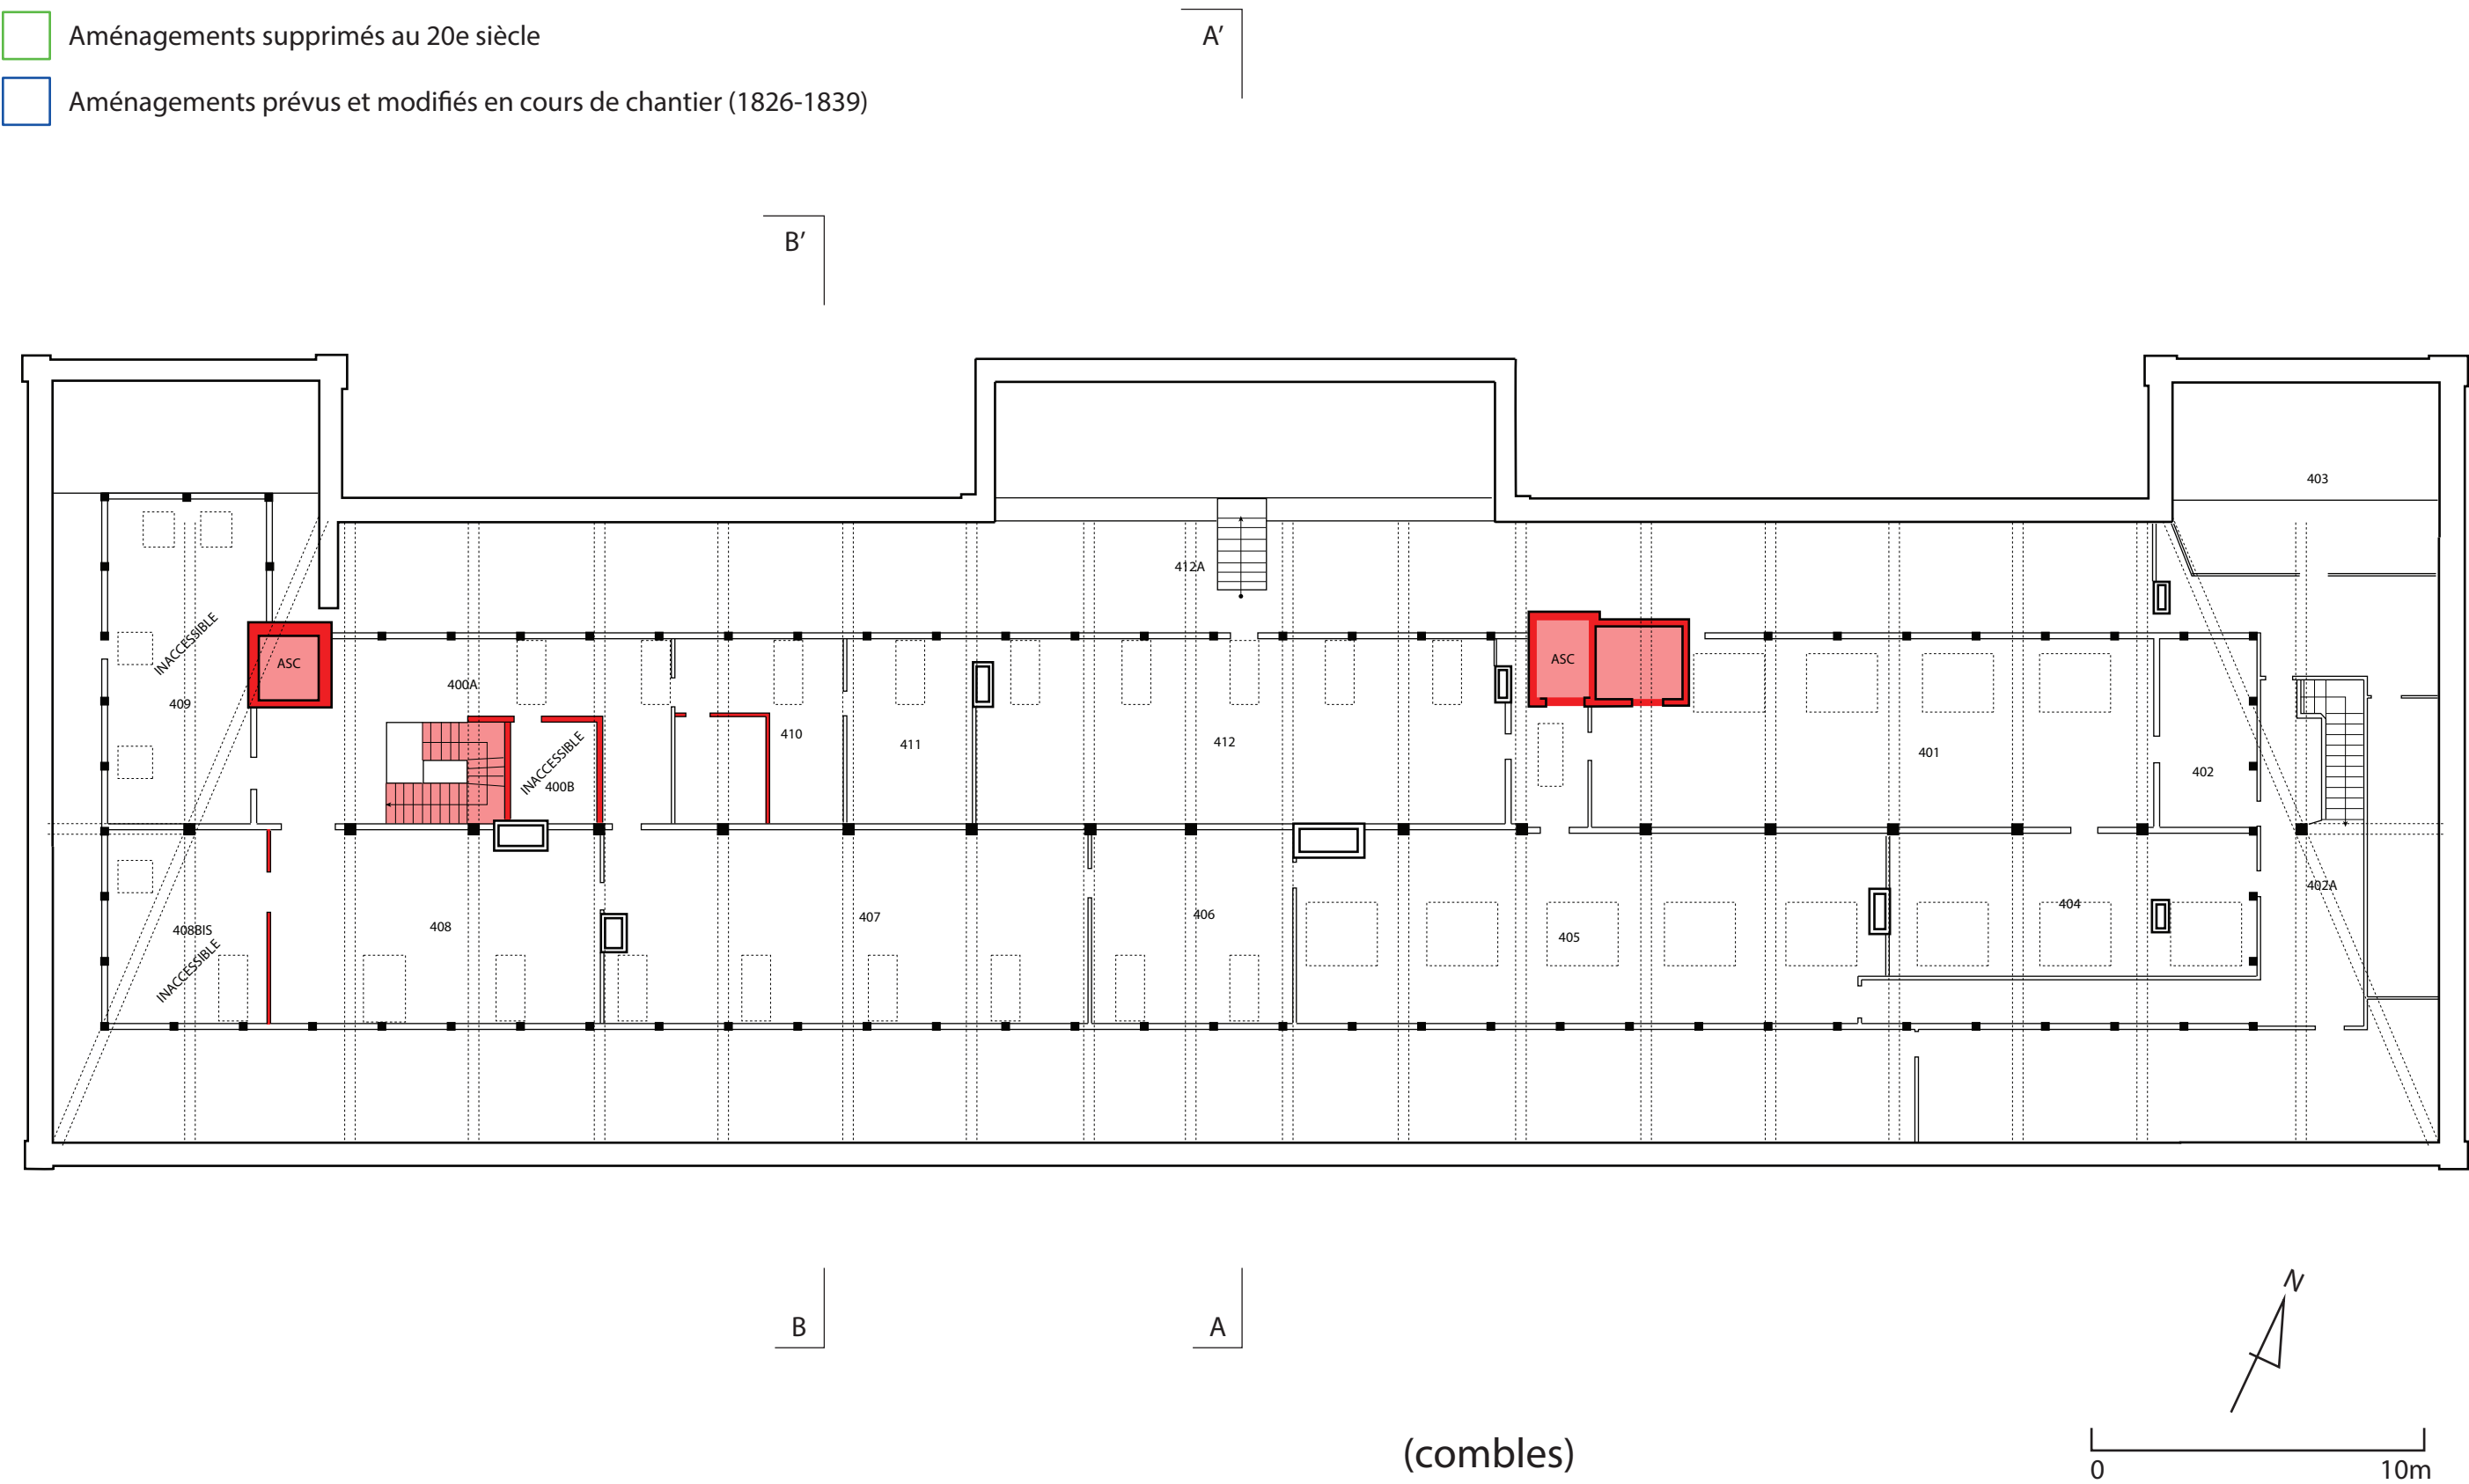 Aménagements supprimés au 20e siècle
A’
Aménagements prévus et modifiés en cours de chantier (1826-1839)
B’
403
412A
INACCESSIBLE
ASC
ASC
400A
409
410
411
412
401
402
INACCESSIBLE
400B
402A
404
408BIS
408
407
406
405
INACCESSIBLE
N
B
A
(combles)
0
10m